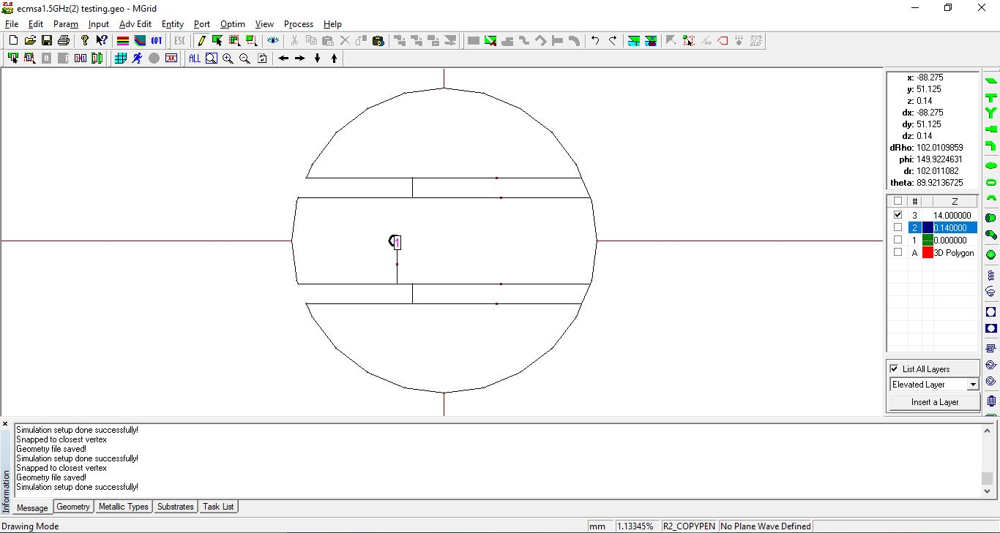 ecmsa1.5GHz(2) testing.geo - MGrid
File Edit Param Input Adv Edit Entity Port Optim View Process Help
OPT ESC
ALL
x: -88.275
y: 51.125
z: 0.14
dx: -88.275
dy: 51.125
dz: 0.14
dRho: 102.0109859
phi: 149.9224631
dr: 102.011082
theta: 89.92136725
# Z
3 14.000000
2 0.140000
1 0.000000
A 3D Polygon
1
List All Layers
Elevated Layer
Insert a Layer
Simulation setup done successfully!
Snapped to closest vertex
Geometry file saved!
Simulation setup done successfully!
Snapped to closest vertex
Geometry file saved!
Simulation setup done successfully!
Information
Message Geometry Metallic Types Substrates Task List
Drawing Mode mm 1.13345% R2_COPYPEN No Plane Wave Defined